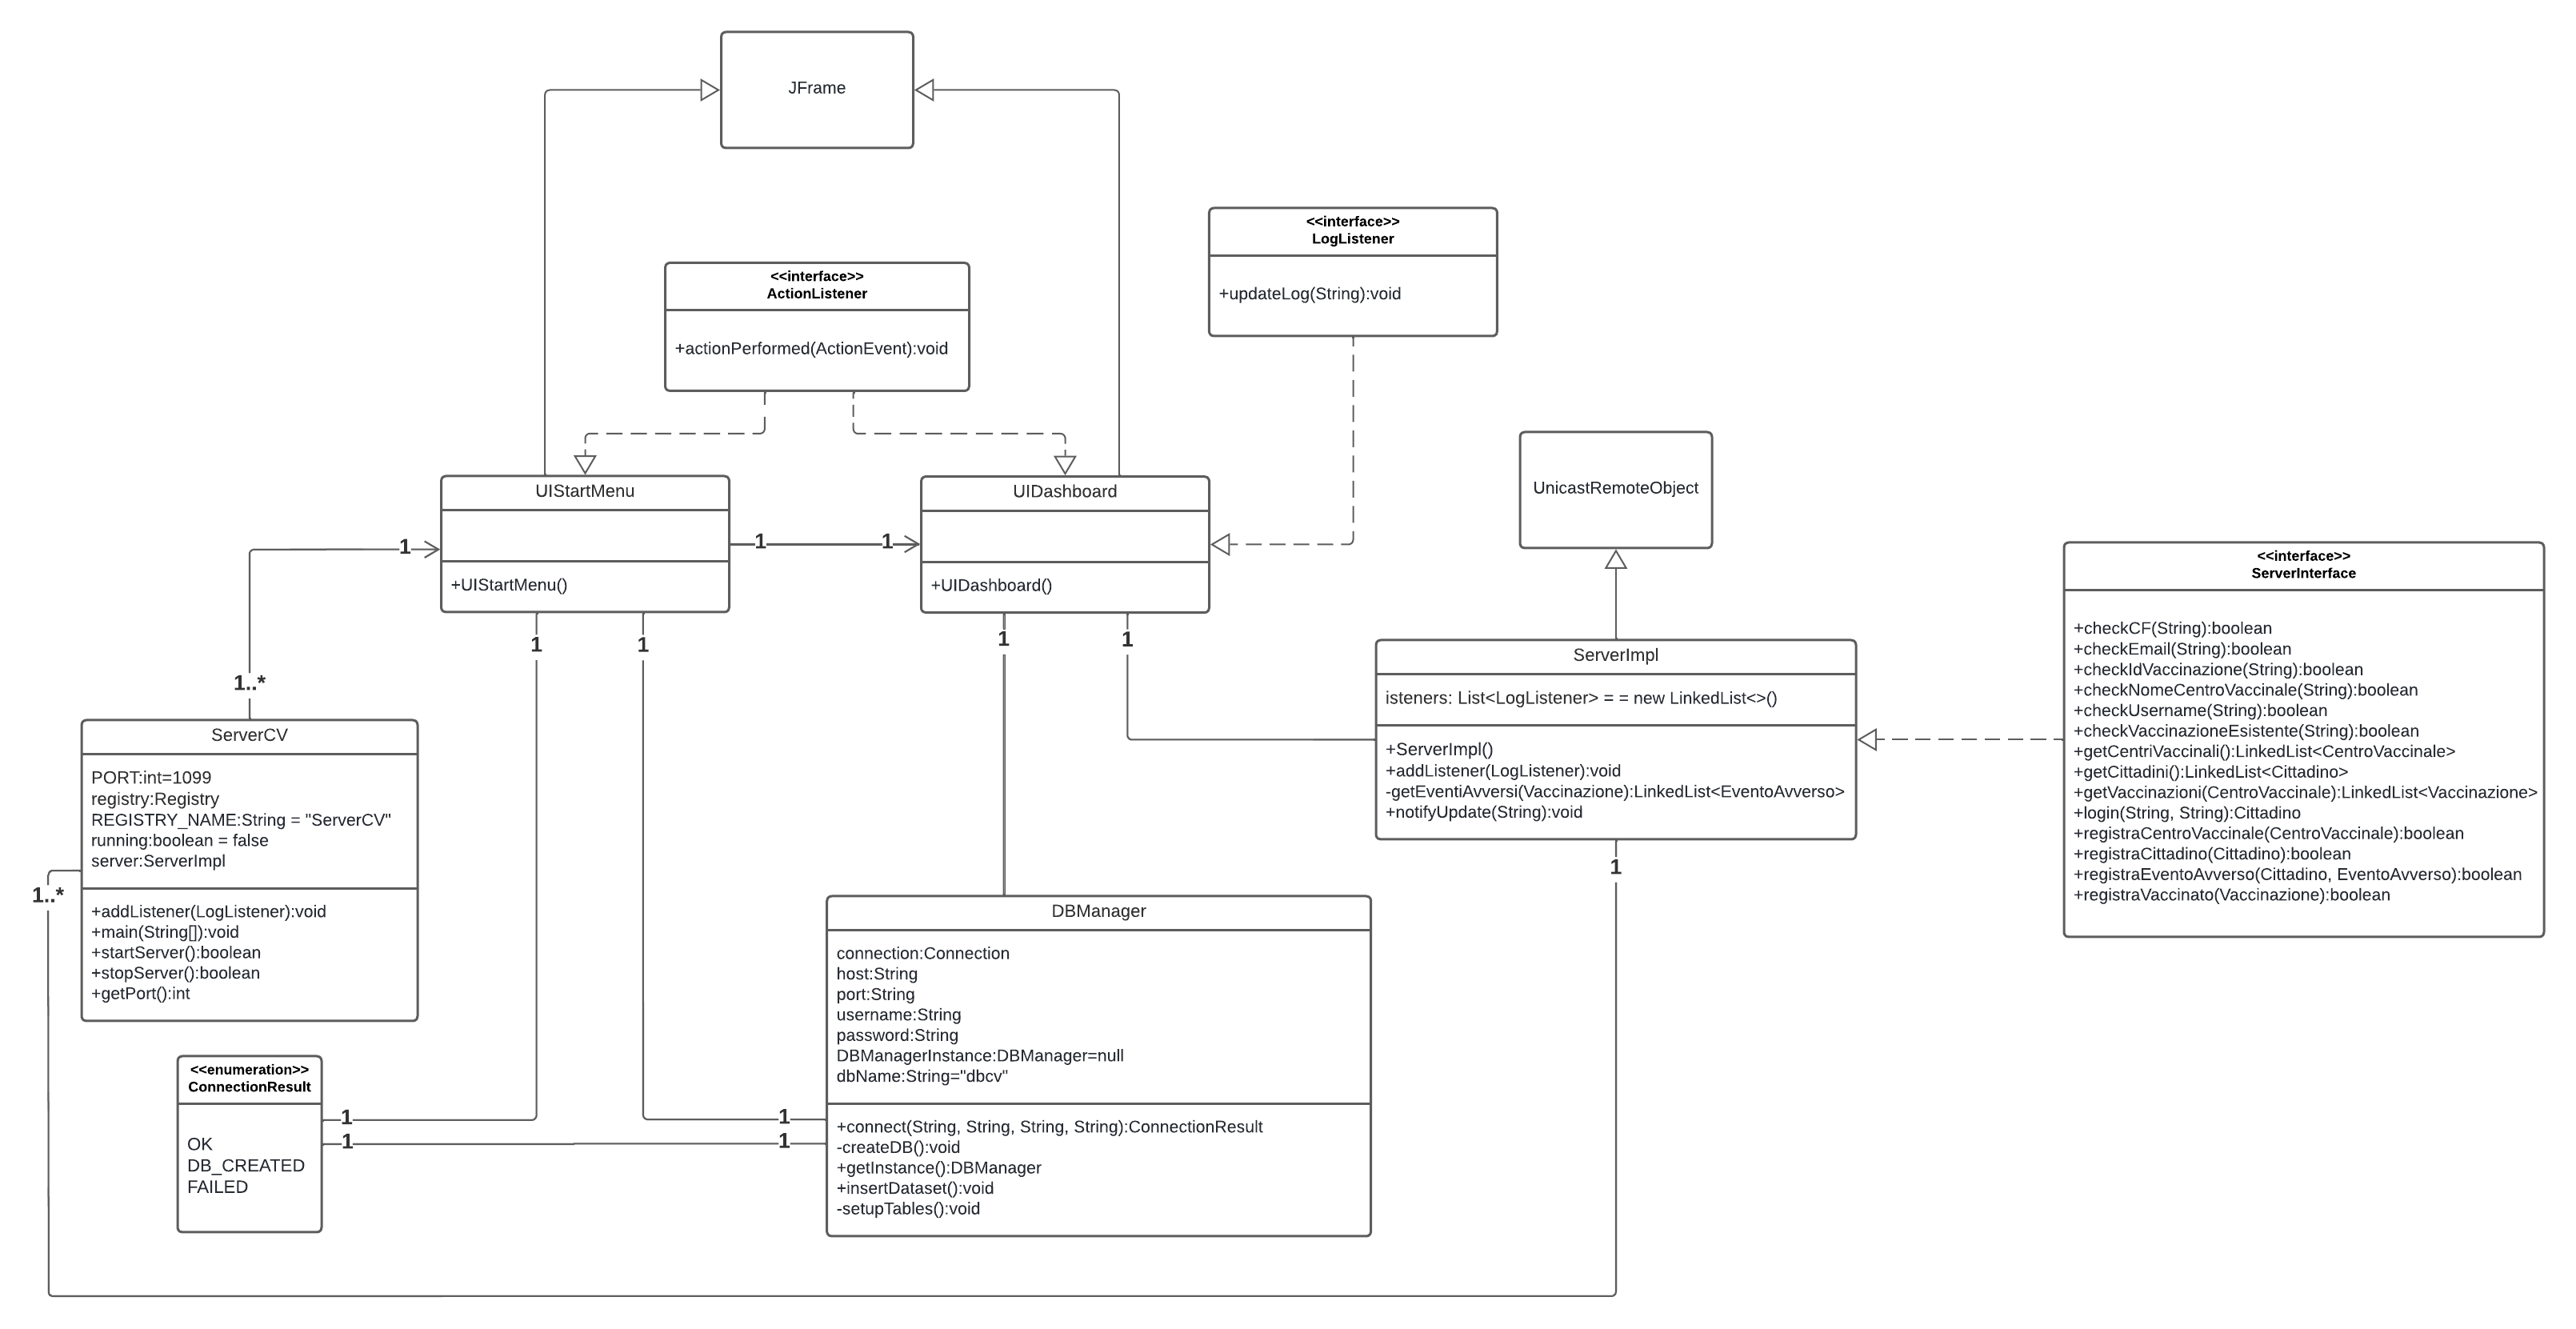 JFrame
<<interface>>
LogListener
+updateLog(String):void
<<interface>>
ActionListener
+actionPerformed(ActionEvent):void
UnicastRemoteObject
UIStartMenu
+UIStartMenu()
1
1
1
1
1
UIDashboard
+UIDashboard()
1
1
<<interface>>
ServerInterface
+checkCF(String):boolean
+checkEmail(String):boolean
+checkIdVaccinazione(String):boolean
+checkNomeCentroVaccinale(String):boolean
+checkUsername(String):boolean
+checkVaccinazioneEsistente(String):boolean
+getCentriVaccinali():LinkedList<CentroVaccinale>
+getCittadini():LinkedList<Cittadino>
+getVaccinazioni(CentroVaccinale):LinkedList<Vaccinazione>
+login(String, String):Cittadino
+registraCentroVaccinale(CentroVaccinale):boolean
+registraCittadino(Cittadino):boolean
+registraEventoAvverso(Cittadino, EventoAvverso):boolean
+registraVaccinato(Vaccinazione):boolean
ServerImpl
isteners: List<LogListener> = = new LinkedList<>()
+ServerImpl()
+addListener(LogListener):void
-getEventiAvversi(Vaccinazione):LinkedList<EventoAvverso>
+notifyUpdate(String):void
1
1..*
ServerCV
PORT:int=1099
registry:Registry
REGISTRY_NAME:String = "ServerCV"
running:boolean = false
server:ServerImpl
+addListener(LogListener):void
+main(String[]):void
+startServer():boolean
+stopServer():boolean
+getPort():int
1..*
DBManager
connection:Connection
host:String
port:String
username:String
password:String
DBManagerInstance:DBManager=null
dbName:String="dbcv"
+connect(String, String, String, String):ConnectionResult
-createDB():void
+getInstance():DBManager
+insertDataset():void
-setupTables():void
<<enumeration>>
ConnectionResult
OK
DB_CREATED
FAILED
1
1
1
1